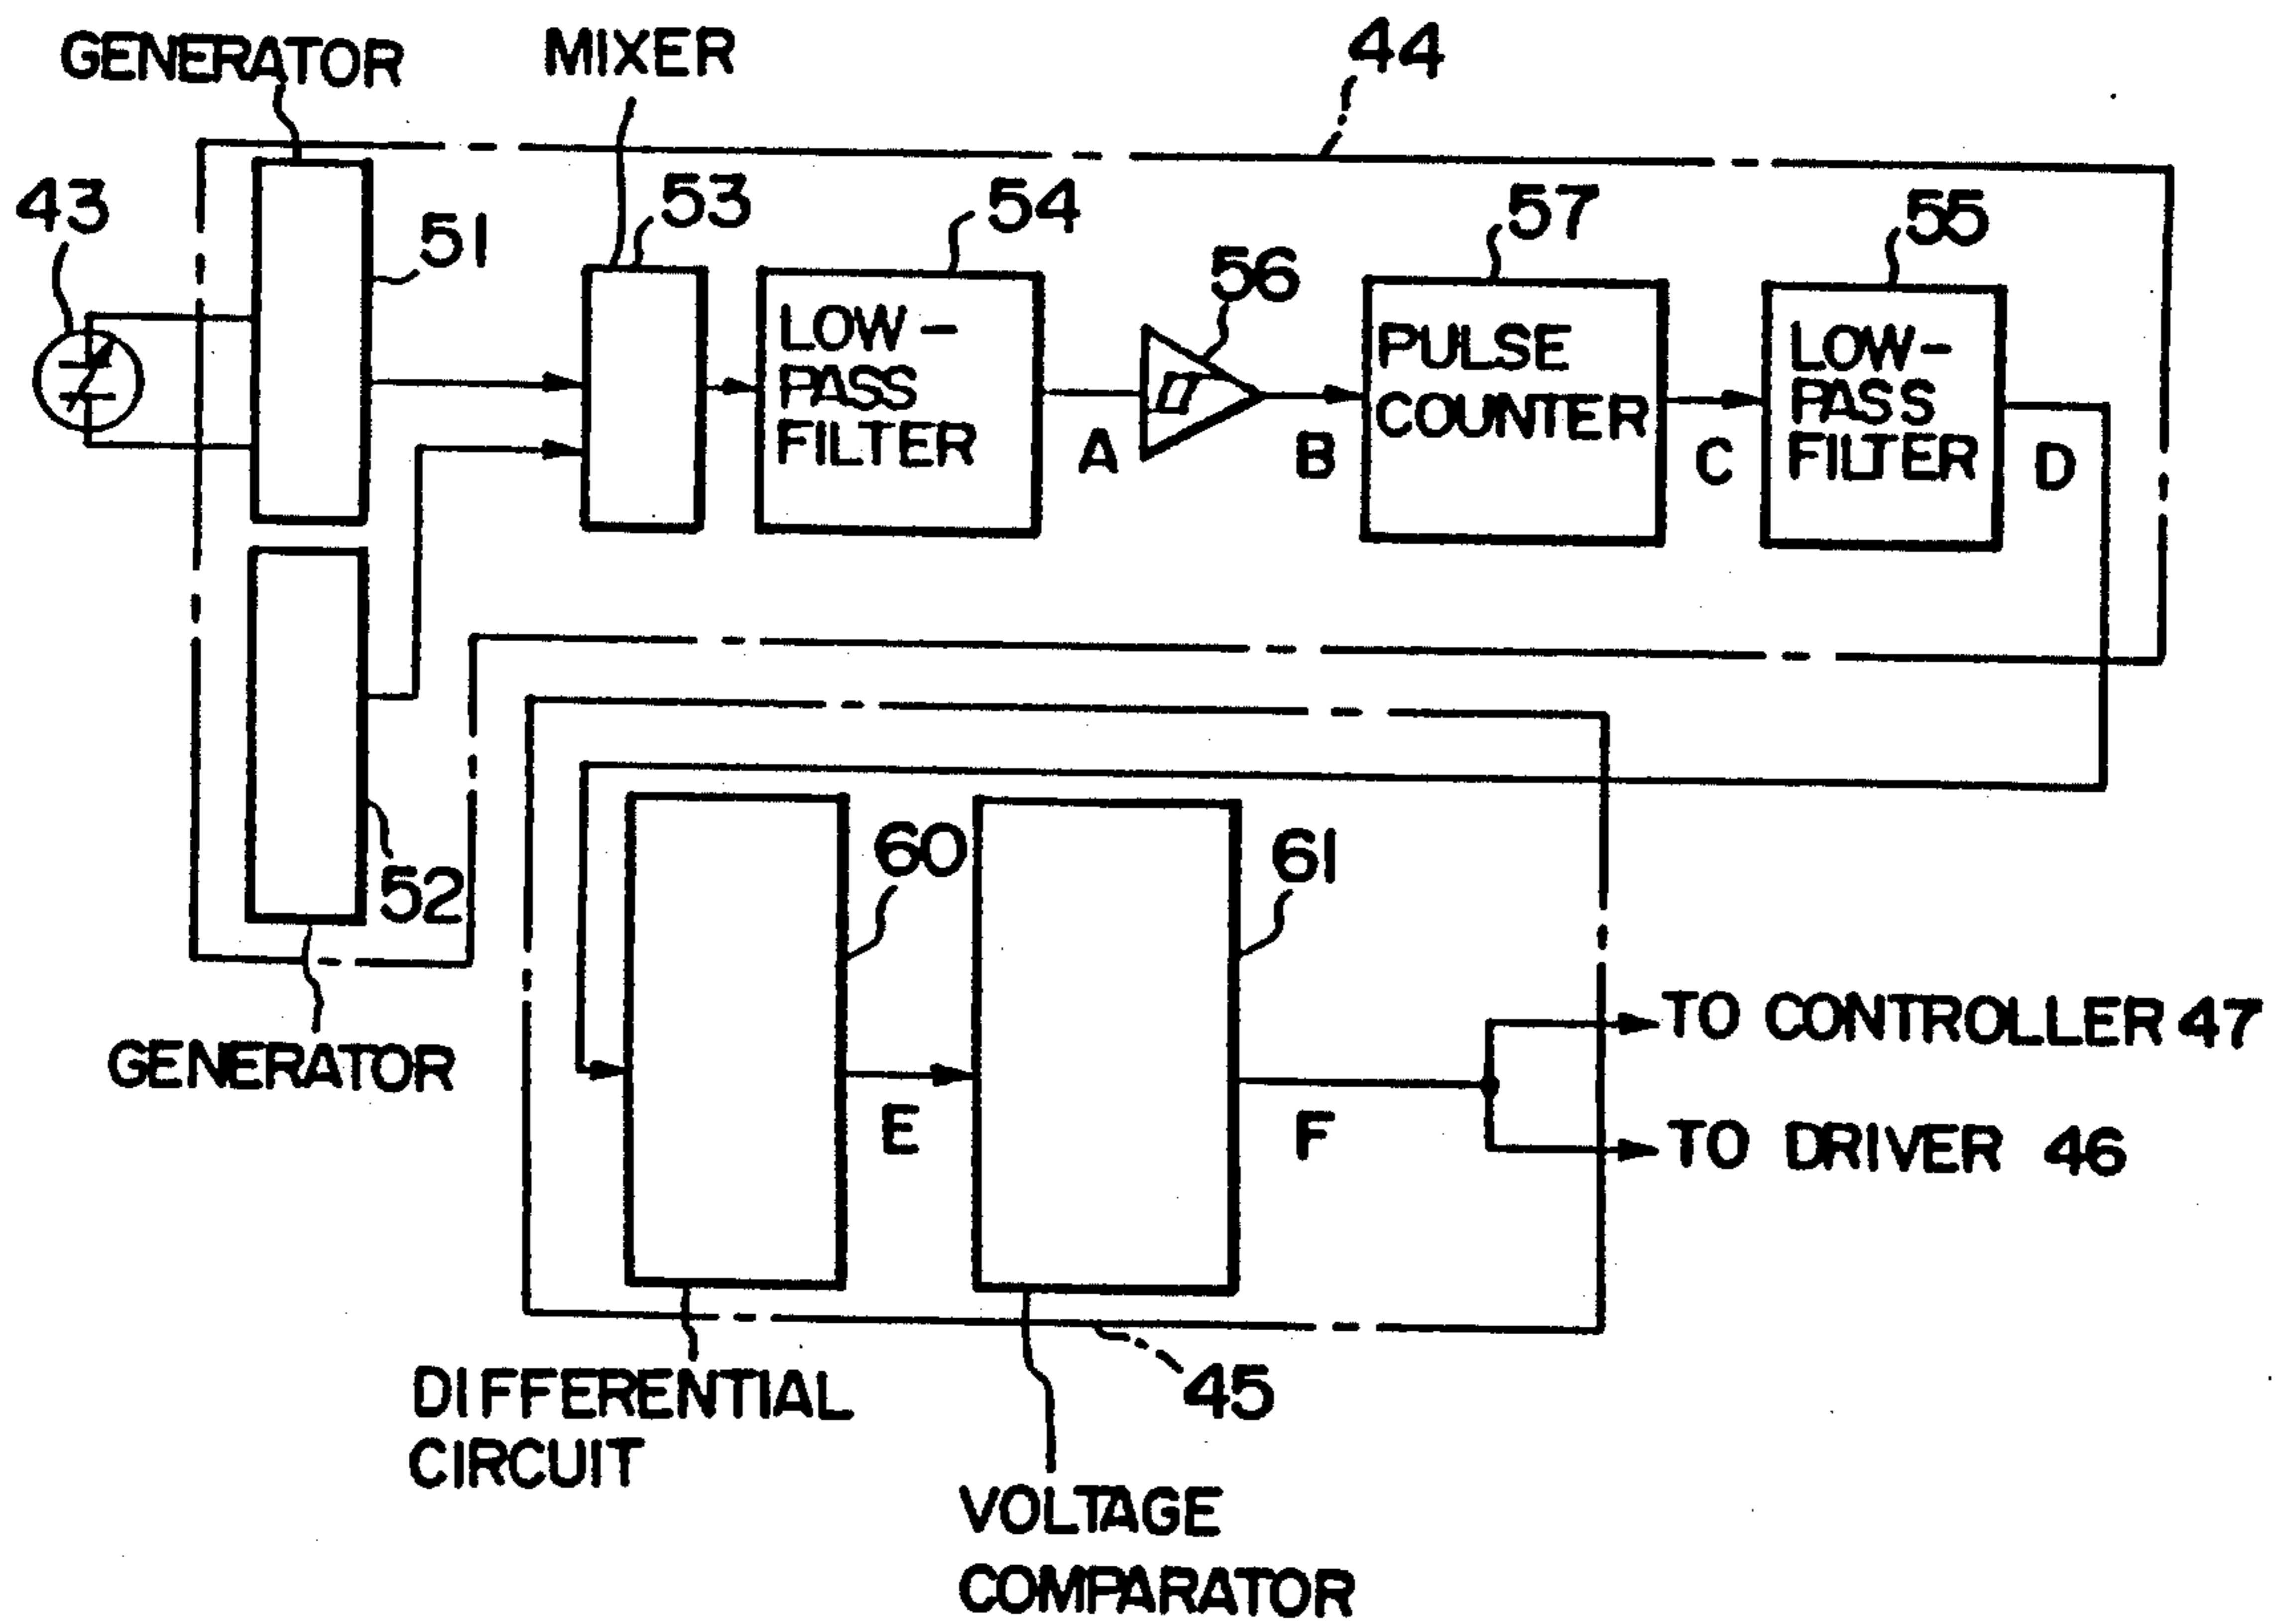 GENERATOR
MIXER
44
43
51
53
54
56
57
55
LOW-
PASS
FILTER
PULSE
COUNTER
LOW-
PASS
FILTER
A
B
C
D
52
GENERATOR
60
61
E
F
TO CONTROLLER 47
TO DRIVER 46
DIFFERENTIAL
CIRCUIT
45
VOLTAGE
COMPARATOR